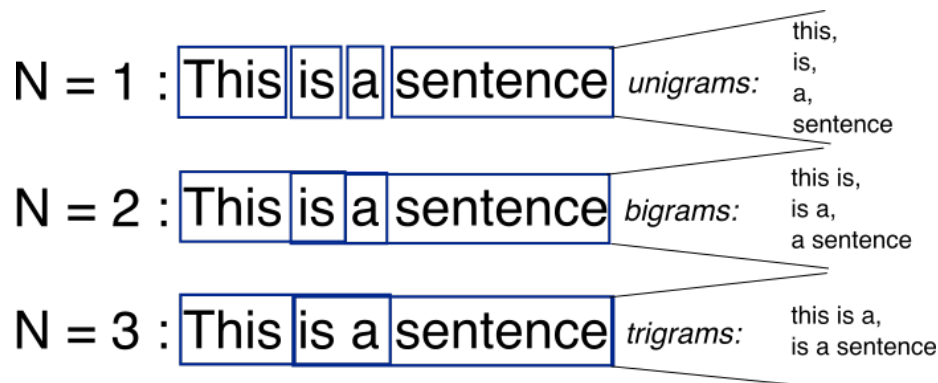 N = 1 : This is a sentence unigrams: this,
is,
a,
sentence
N = 2 : This is a sentence bigrams: this is,
is a,
a sentence
N = 3 : This is a sentence trigrams: this is a,
is a sentence